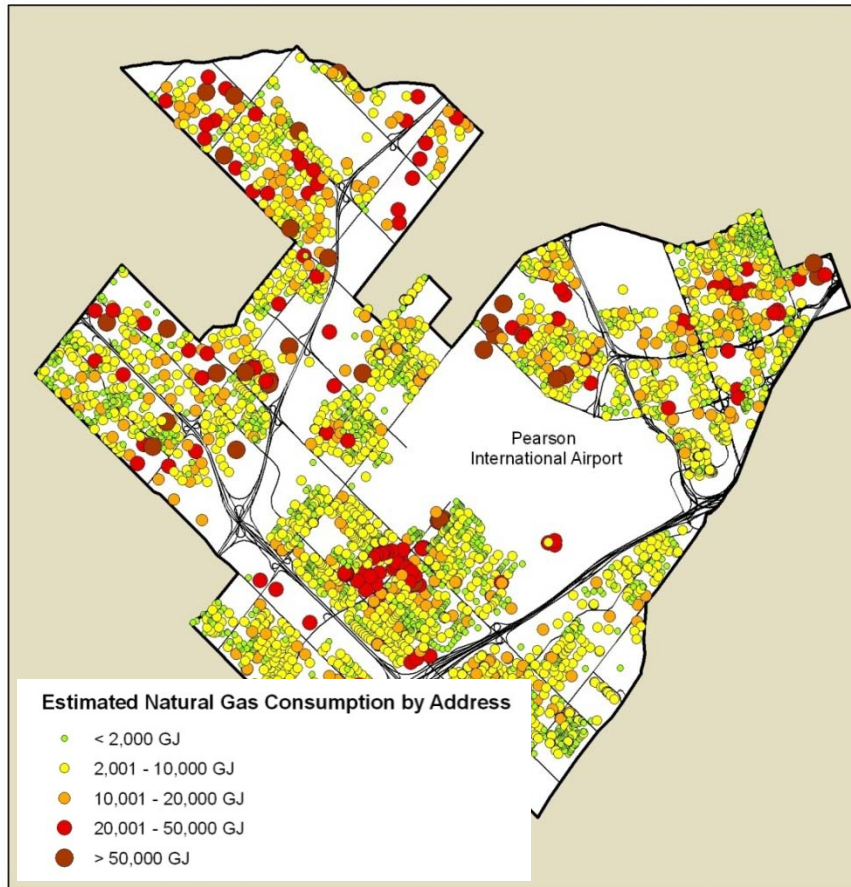 Pearson
International Airport
Estimated Natural Gas Consumption by Address
< 2,000 GJ
2,001 - 10,000 GJ
10,001 - 20,000 GJ
20,001 - 50,000 GJ
> 50,000 GJ